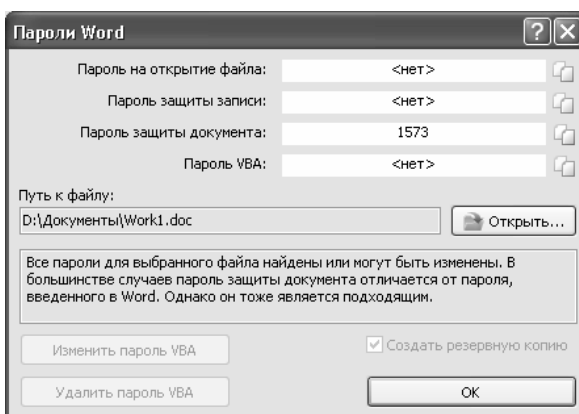 Пароли Word
Пароль на открытие файла: <нет>
Пароль защиты записи: <нет>
Пароль защиты документа: 1573
Пароль VBA: <нет>
Путь к файлу:
D:\Документы\Work1.doc Открыть...
Все пароли для выбранного файла найдены или могут быть изменены. В
большинстве случаев пароль защиты документа отличается от пароля,
введенного в Word. Однако он тоже является подходящим.
Изменить пароль VBA Создать резервную копию
Удалить пароль VBA OK